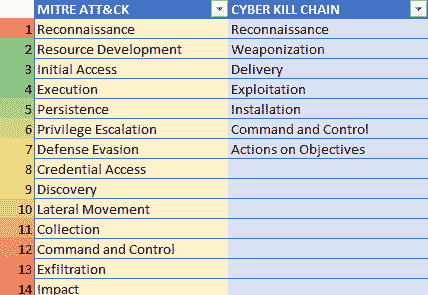 MITRE ATT&CK CYBER KILL CHAIN
1 Reconnaissance Reconnaissance
2 Resource Development Weaponization
3 Initial Access Delivery
4 Execution Exploitation
5 Persistence Installation
6 Privilege Escalation Command and Control
7 Defense Evasion Actions on Objectives
8 Credential Access
9 Discovery
10 Lateral Movement
11 Collection
12 Command and Control
13 Exfiltration
14 Impact